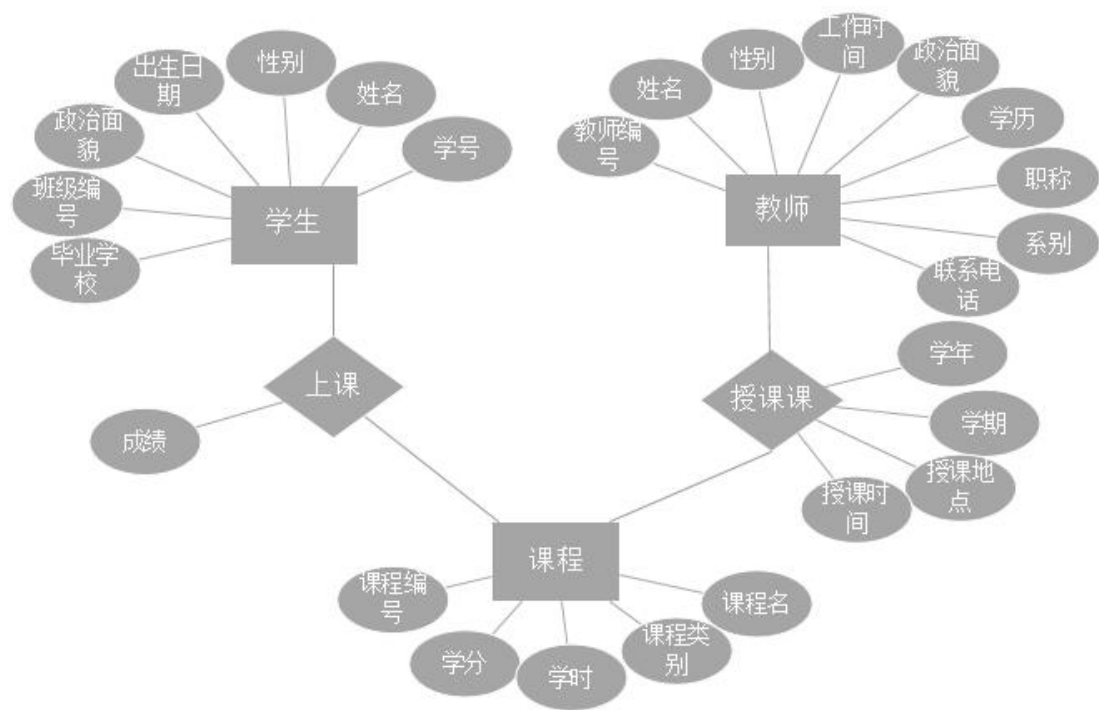 出生日
期
性别
姓名
政治面
貌
学号
班级编
号
毕业学
校
学生
工作时
间
性别
政治面
貌
姓名
教师编
号
学历
职称
系别
联系电
话
教师
上课
成绩
授课课
学年
学期
授课地
点
授课时
间
课程
课程编
号
学分
学时
课程类
别
课程名